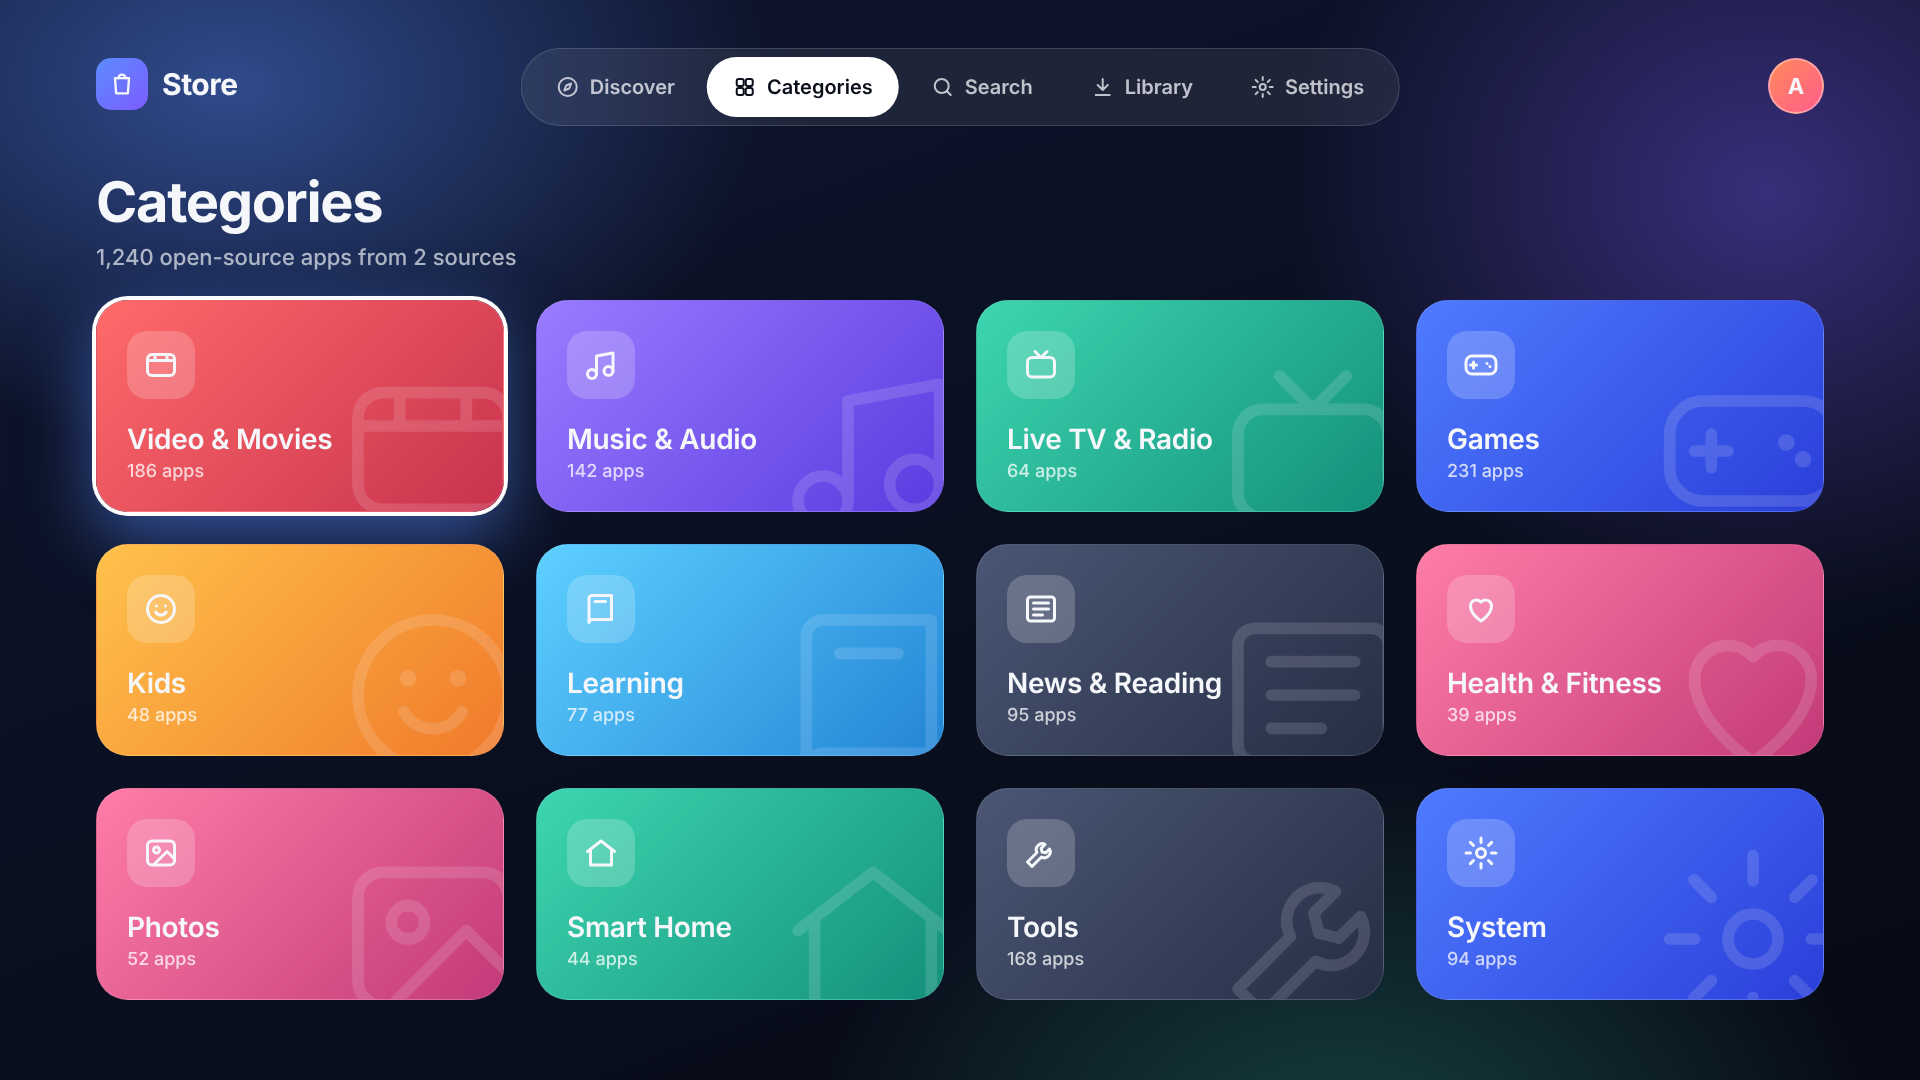 Store
Discover
Categories
Search
Library
Settings
A
Categories
1,240 open-source apps from 2 sources
Video & Movies
186 apps
Music & Audio
142 apps
Live TV & Radio
64 apps
Games
231 apps
Kids
48 apps
Learning
77 apps
News & Reading
95 apps
Health & Fitness
39 apps
Photos
52 apps
Smart Home
44 apps
Tools
168 apps
System
94 apps